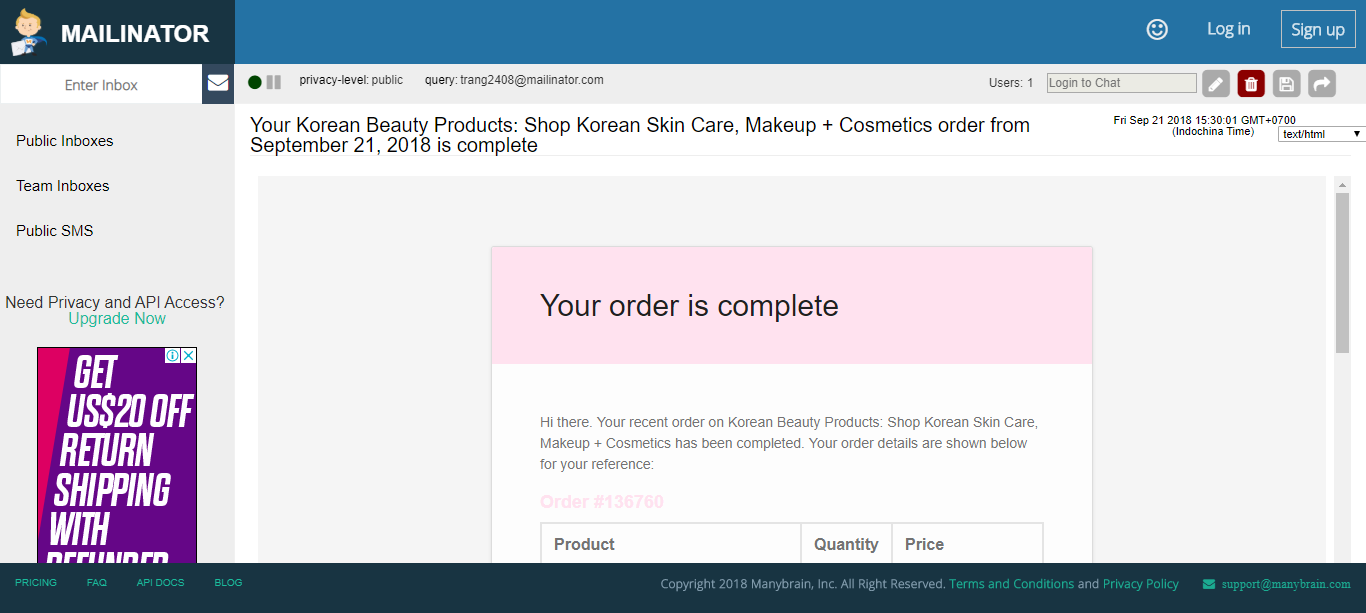 MAILINATOR
Log in
Sign up
Enter Inbox
privacy-level: public
query: trang2408@mailinator.com
Users: 1
Login to Chat
Public Inboxes
Team Inboxes
Public SMS
Need Privacy and API Access?
Upgrade Now
GET
US$20 OFF
RETURN
SHIPPING
WITH
Your Korean Beauty Products: Shop Korean Skin Care, Makeup + Cosmetics order from
September 21, 2018 is complete
Fri Sep 21 2018 15:30:01 GMT+0700
(Indochina Time)
text/html
Your order is complete
Hi there. Your recent order on Korean Beauty Products: Shop Korean Skin Care,
Makeup + Cosmetics has been completed. Your order details are shown below
for your reference:
Order #136760
Product Quantity Price
PRICING FAQ API DOCS BLOG
Copyright 2018 Manybrain, Inc. All Right Reserved. Terms and Conditions and Privacy Policy
support@manybrain.com